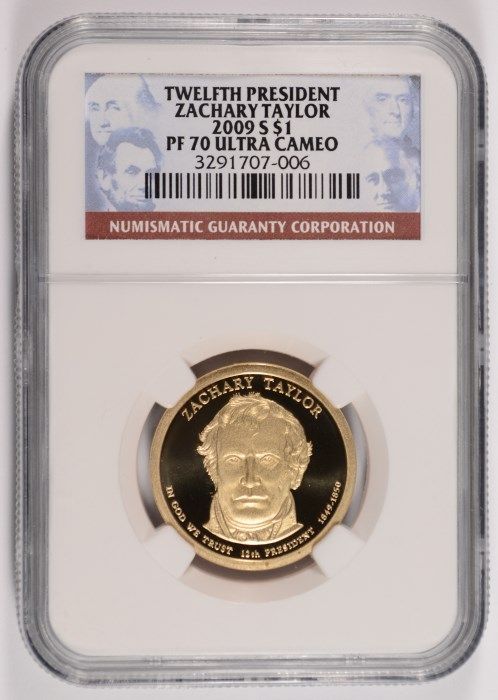 TWELFTH PRESIDENT
ZACHARY TAYLOR
2009 S $1
PF 70 ULTRA CAMEO
3291707-006
NUMISMATIC GUARANTY CORPORATION
ZACHARY TAYLOR
IN GOD WE TRUST 12th PRESIDENT 1849-1850